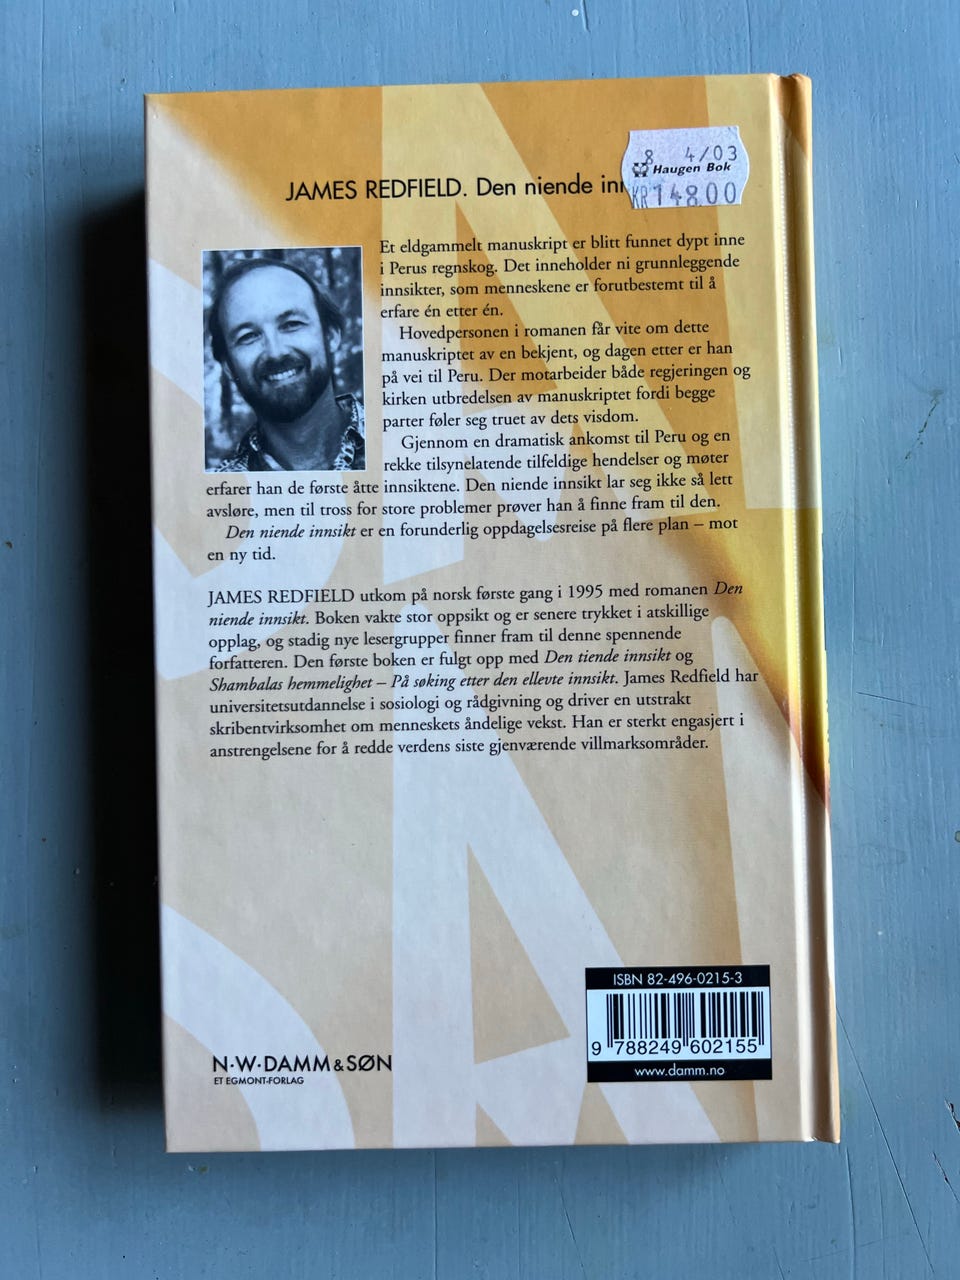 8 4/03
Haugen Bok
KR148.00
JAMES REDFIELD. Den niende
Et eldgammelt manuskript er blitt funnet dypt inne
i Perus regnskog. Det inneholder ni grunnleggende
innsikter, som menneskene er forutbestemt til å
erfare én etter én.
Hovedpersonen i romanen får vite om dette
manuskriptet av en bekjent, og dagen etter er han
på vei til Peru. Der motarbeider både regjeringen og
kirken utbredelsen av manuskriptet fordi begge
parter føler seg truet av dets visdom.
Gjennom en dramatisk ankomst til Peru og en
rekke tilsynelatende tilfeldige hendelser og møter
erfarer han de første åtte innsiktene. Den niende innsikt lar seg ikke så lett
avsløre, men til tross for store problemer prøver han å finne fram til den.
Den niende innsikt er en forunderlig oppdagelsesreise på flere plan – mot
en ny tid.
JAMES REDFIELD utkom på norsk første gang i 1995 med romanen Den
niende innsikt. Boken vakte stor oppsikt og er senere trykket i atskillige
opplag, og stadig nye lesergrupper finner fram til denne spennende
forfatteren. Den første boken er fulgt opp med Den tiende innsikt og
Shambalas hemmelighet – På søking etter den ellevte innsikt. James Redfield har
universitetsutdannelse i sosiologi og rådgivning og driver en utstrakt
skribentvirksomhet om menneskets åndelige vekst. Han er sterkt engasjert i
anstrengelsene for å redde verdens siste gjenværende villmarksområder.
N·W·DAMM & SØN
ET EGMONT-FORLAG
ISBN 82-496-0215-3
9 788249 602155
www.damm.no